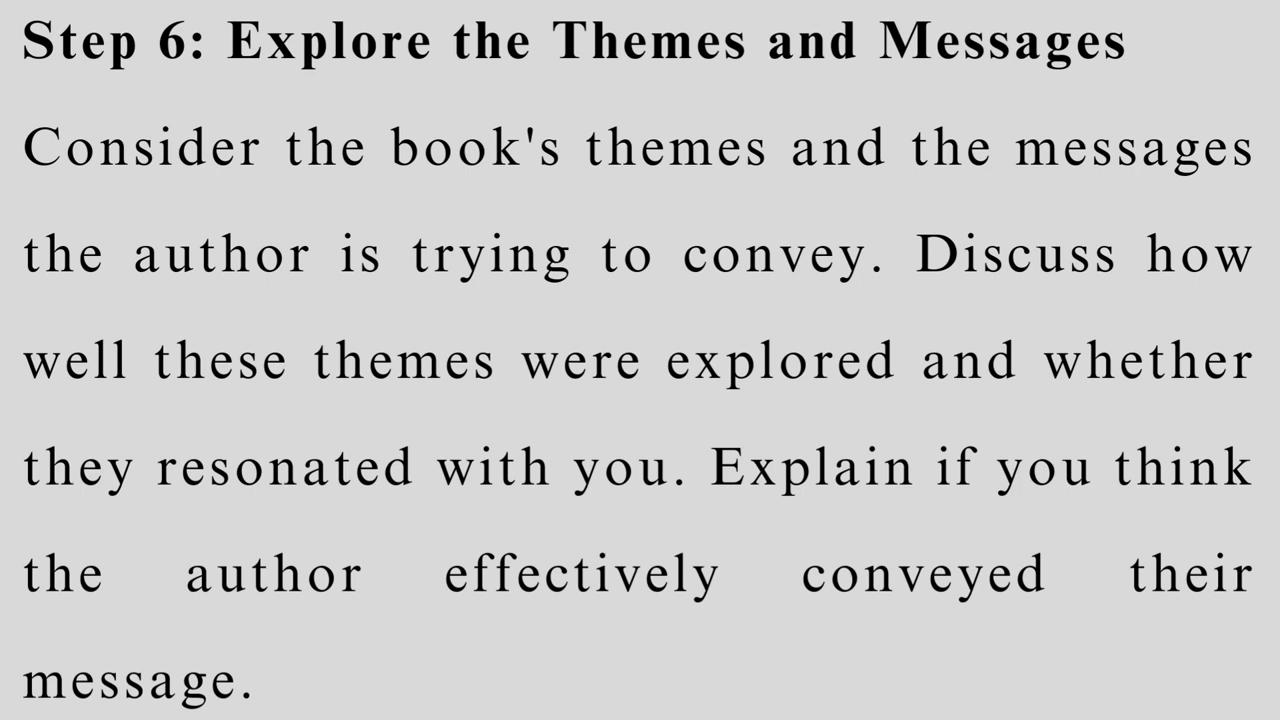 Step 6: Explore the Themes and Messages
Consider the book's themes and the messages
the author is trying to convey. Discuss how
well these themes were explored and whether
they resonated with you. Explain if you think
the author effectively conveyed their
message.